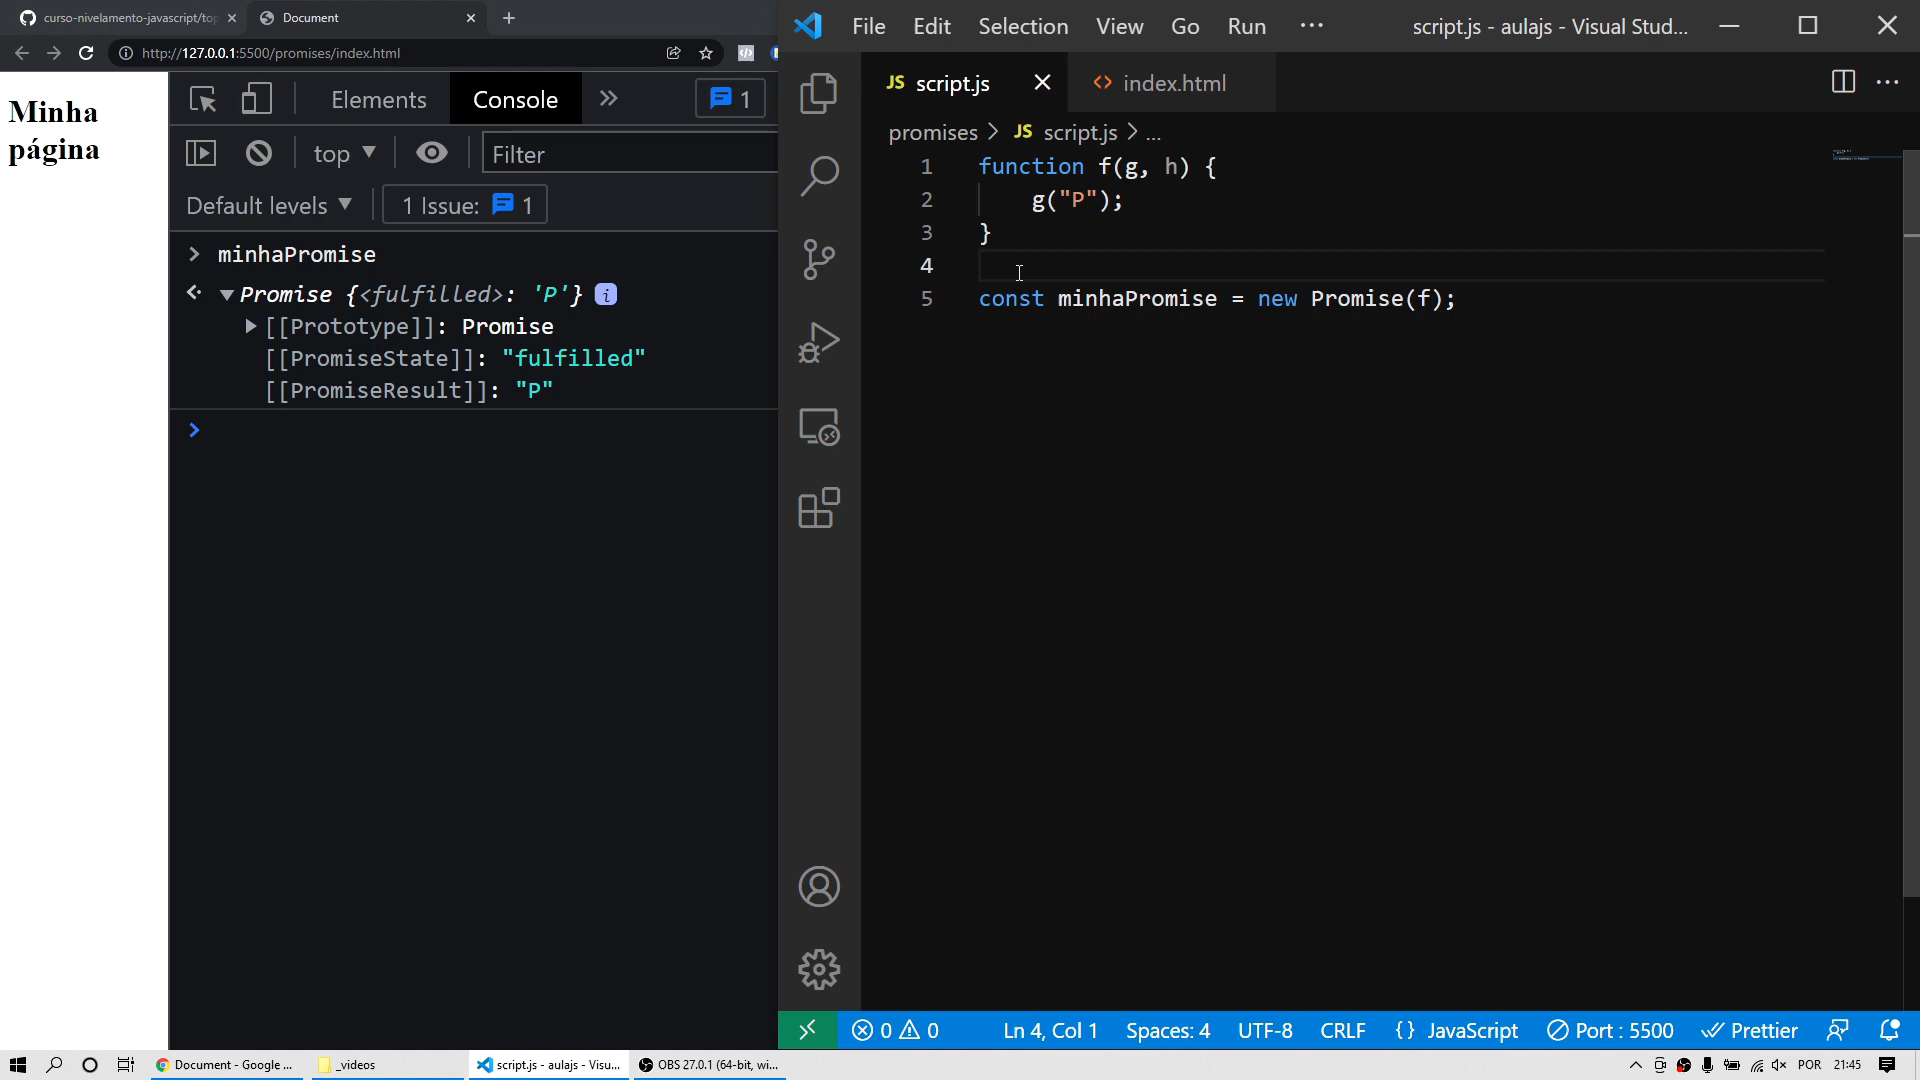 curso-nivelamento-javascript/top
Document
http://127.0.0.1:5500/promises/index.html
Minha
página
Elements
Console
1
top
Filter
Default levels
1 Issue:
1
minhaPromise
Promise {<fulfilled>: 'P'}
i
[[Prototype]]: Promise
[[PromiseState]]: "fulfilled"
[[PromiseResult]]: "P"
File
Edit
Selection
View
Go
Run
script.js - aulajs - Visual Stud...
JS script.js
index.html
promises > JS script.js > ...
1 function f(g, h) {
2 g("P");
3 }
4
5 const minhaPromise = new Promise(f);
0
0
Ln 4, Col 1
Spaces: 4
UTF-8
CRLF
{ } JavaScript
Port : 5500
Prettier
Document - Google ...
_videos
script.js - aulajs - Visu...
OBS 27.0.1 (64-bit, wi...
POR
21:45